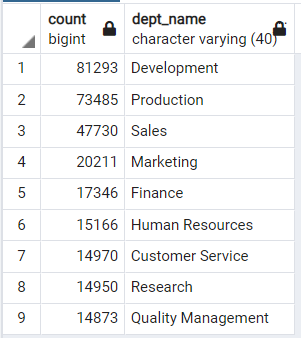 count dept_name
bigint character varying (40)
1 81293 Development
2 73485 Production
3 47730 Sales
4 20211 Marketing
5 17346 Finance
6 15166 Human Resources
7 14970 Customer Service
8 14950 Research
9 14873 Quality Management